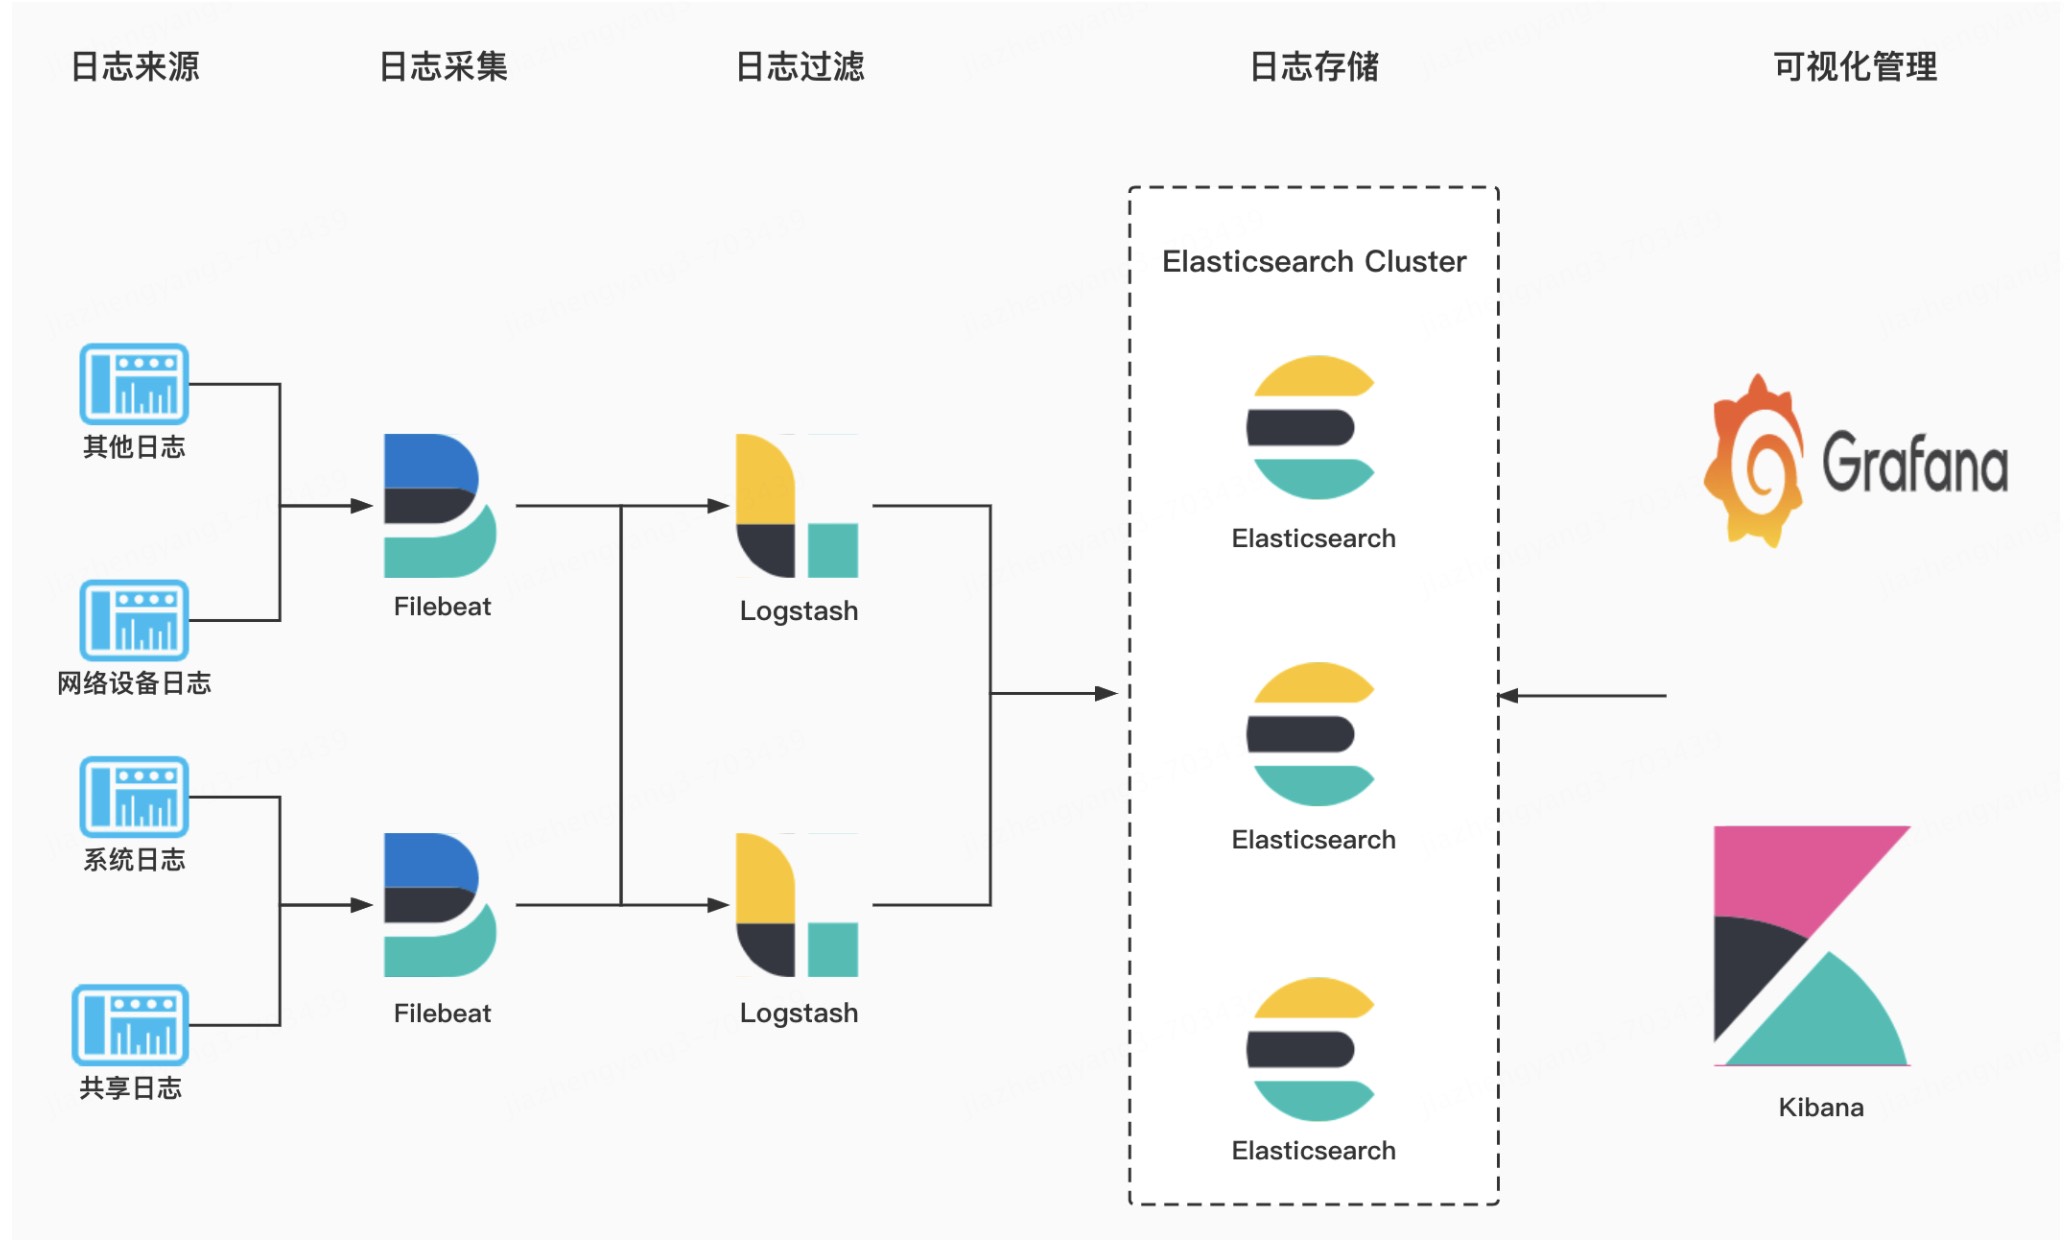 日志来源
日志采集
日志过滤
日志存储
可视化管理
Elasticsearch Cluster
其他日志
网络设备日志
系统日志
共享日志
Filebeat
Filebeat
Logstash
Logstash
Elasticsearch
Elasticsearch
Elasticsearch
Grafana
Kibana